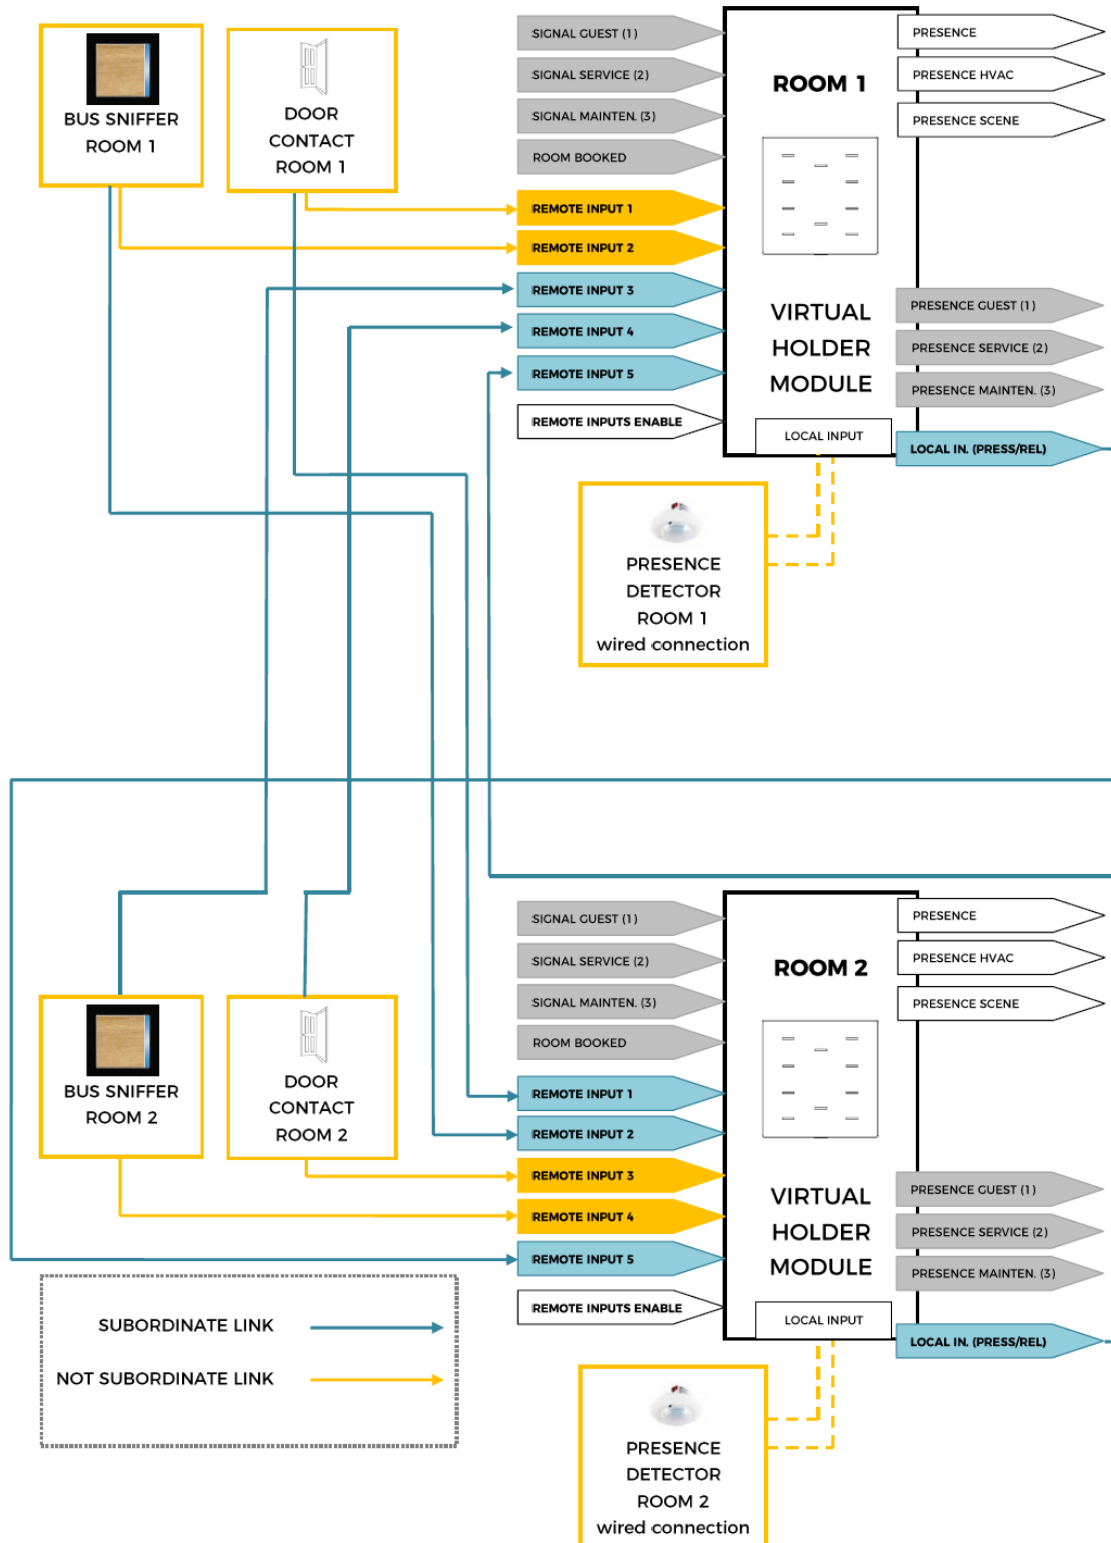 BUS SNIFFER
ROOM 1
DOOR
CONTACT
ROOM 1
SIGNAL GUEST (1)
SIGNAL SERVICE (2)
SIGNAL MAINTEN. (3)
ROOM BOOKED
REMOTE INPUT 1
REMOTE INPUT 2
REMOTE INPUT 3
REMOTE INPUT 4
REMOTE INPUT 5
REMOTE INPUTS ENABLE
ROOM 1
VIRTUAL
HOLDER
MODULE
LOCAL INPUT
PRESENCE
PRESENCE HVAC
PRESENCE SCENE
PRESENCE GUEST (1)
PRESENCE SERVICE (2)
PRESENCE MAINTEN. (3)
LOCAL IN. (PRESS/REL)
PRESENCE
DETECTOR
ROOM 1
wired connection
BUS SNIFFER
ROOM 2
DOOR
CONTACT
ROOM 2
SIGNAL GUEST (1)
SIGNAL SERVICE (2)
SIGNAL MAINTEN. (3)
ROOM BOOKED
REMOTE INPUT 1
REMOTE INPUT 2
REMOTE INPUT 3
REMOTE INPUT 4
REMOTE INPUT 5
REMOTE INPUTS ENABLE
ROOM 2
VIRTUAL
HOLDER
MODULE
LOCAL INPUT
PRESENCE
PRESENCE HVAC
PRESENCE SCENE
PRESENCE GUEST (1)
PRESENCE SERVICE (2)
PRESENCE MAINTEN. (3)
LOCAL IN. (PRESS/REL)
SUBORDINATE LINK
NOT SUBORDINATE LINK
PRESENCE
DETECTOR
ROOM 2
wired connection